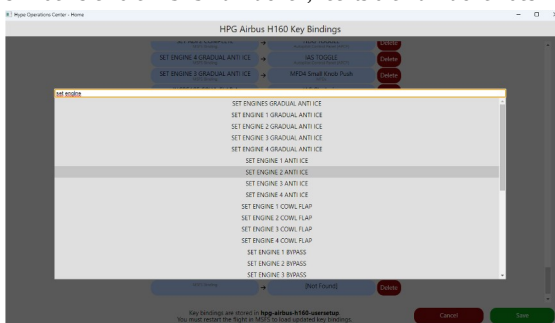 Hype Operations Center - Home
HPG Airbus H160 Key Bindings
Delete
SET ENGINE 4 GRADUAL ANTI ICE → IAS TOGGLE Delete
SET ENGINE 3 GRADUAL ANTI ICE → MFD4 Small Knob Push Delete
set engine
SET ENGINES GRADUAL ANTI ICE
SET ENGINE 1 GRADUAL ANTI ICE
SET ENGINE 2 GRADUAL ANTI ICE
SET ENGINE 3 GRADUAL ANTI ICE
SET ENGINE 4 GRADUAL ANTI ICE
SET ENGINE 1 ANTI ICE
SET ENGINE 2 ANTI ICE
SET ENGINE 3 ANTI ICE
SET ENGINE 4 ANTI ICE
SET ENGINE 1 COWL FLAP
SET ENGINE 2 COWL FLAP
SET ENGINE 3 COWL FLAP
SET ENGINE 4 COWL FLAP
SET ENGINE 1 BYPASS
SET ENGINE 2 BYPASS
SET ENGINE 3 BYPASS
→ [Not Found] Delete
Key bindings are stored in hpg-airbus-h160-usersetup
You must restart the flight in MSFS to load updated key bindings.
Cancel
Save